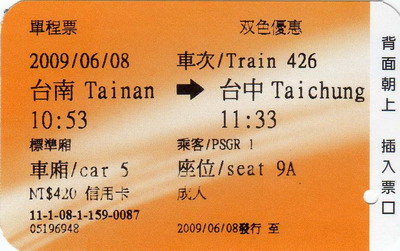 單程票 双色優惠
2009/06/08 車次/Train 426
台南 Tainan → 台中 Taichung
10:53 11:33
標準廂 乘客/PSGR 1
車廂/car 5 座位/seat 9A
NT$420 信用卡 成人
11-1-08-1-159-0087
05196948 2009/06/08發行 至
背面朝上 插入票口